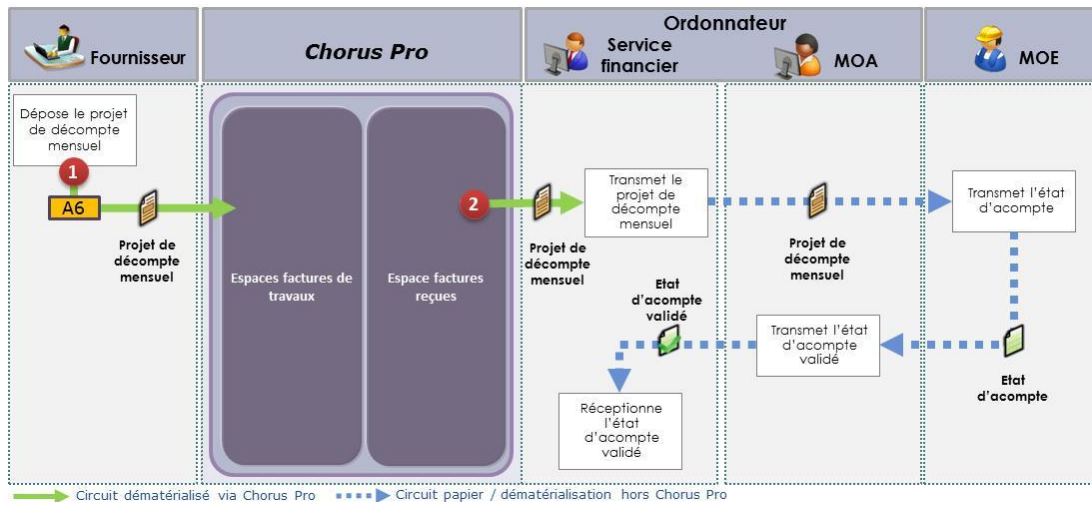 Fournisseur
Chorus Pro
Ordonnateur
Service
financier
MOA
MOE
Dépose le projet
de décompte
mensuel
1
A6
Projet de
décompte
mensuel
Espaces factures de
travaux
Espace factures
reçues
2
Projet de
décompte
mensuel
Transmet le
projet de
décompte
mensuel
Projet de
décompte
mensuel
Transmet l'état
d'acompte
Etat
d'acompte
Transmet l'état
d'acompte
validé
Etat
d'acompte
validé
Réceptionne
l'état
d'acompte
validé
Circuit dématérialisé via Chorus Pro
Circuit papier / dématérialisation hors Chorus Pro